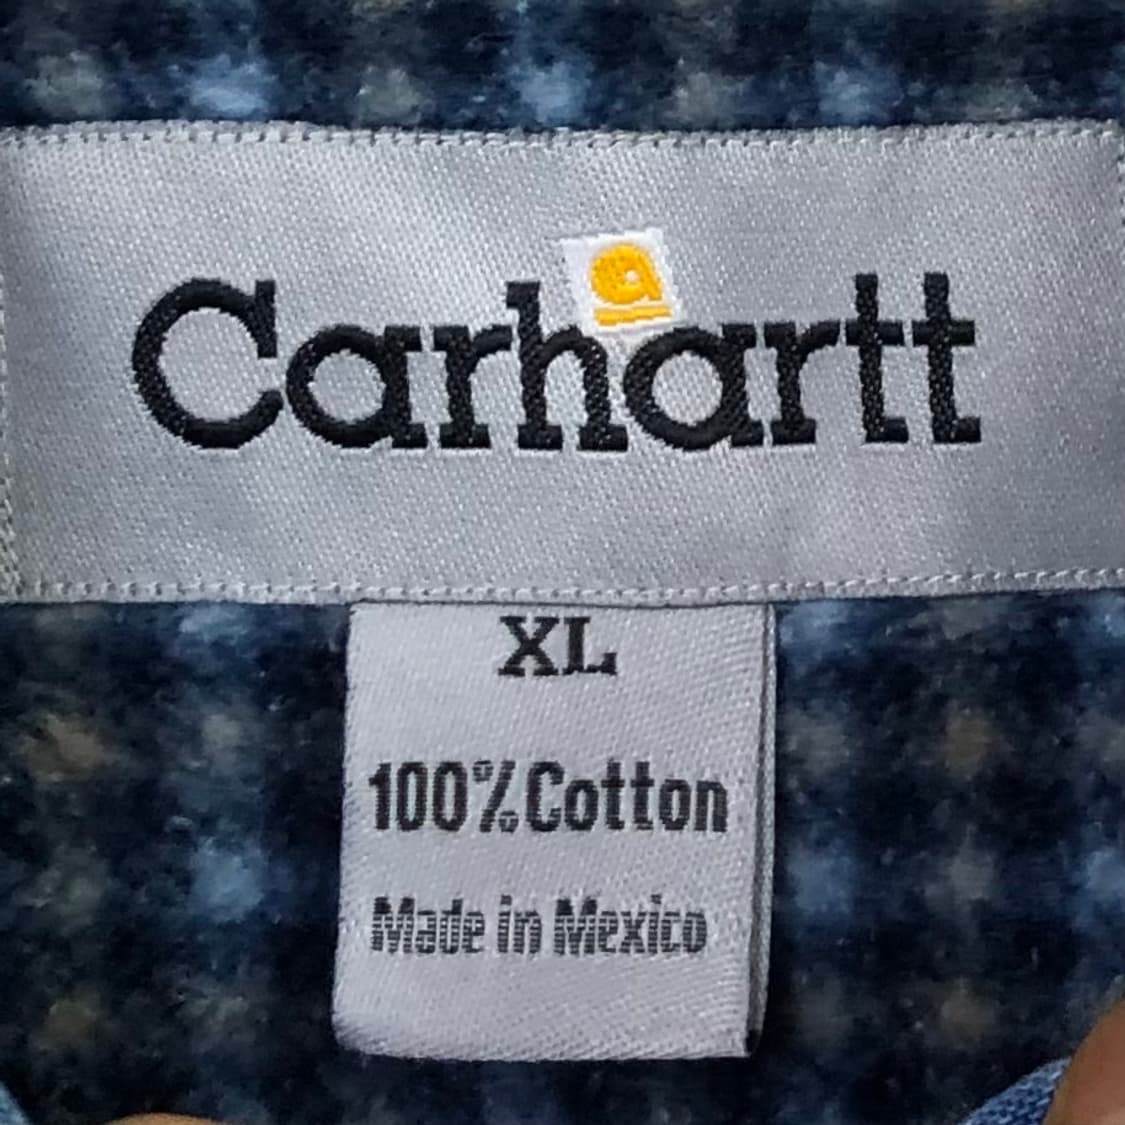 Carhartt
XL
100% Cotton
Made in Mexico